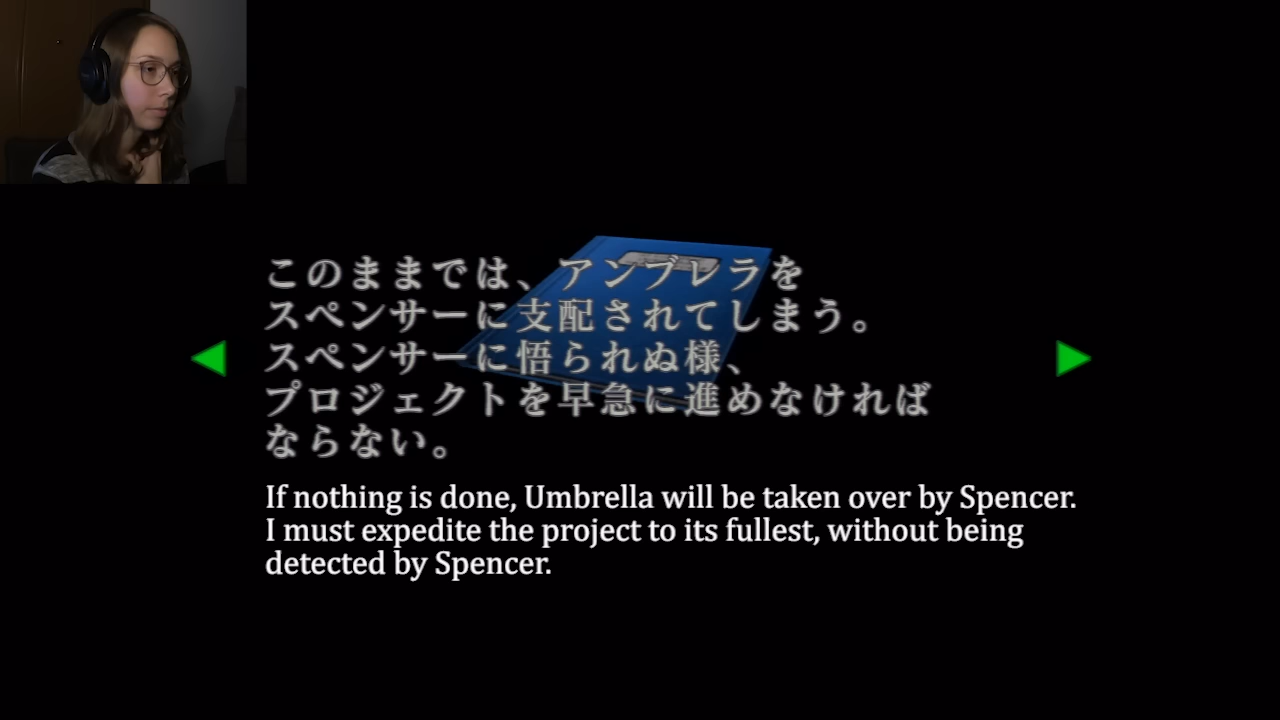 このままでは、アンブレラを
スペンサーに支配されてしまう。
スペンサーに悟られぬ様、
プロジェクトを早急に進めなければ
ならない。
If nothing is done, Umbrella will be taken over by Spencer.
I must expedite the project to its fullest, without being
detected by Spencer.